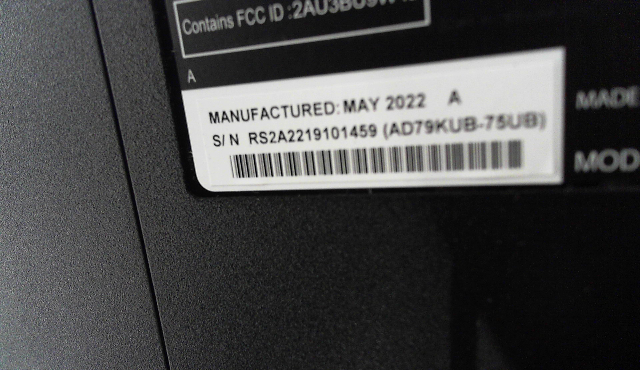 Contains FCC ID :
A
MANUFACTURED: MAY 2022 A
S/N RS2A2219101459 (AD79KUB-75UB)
MADE